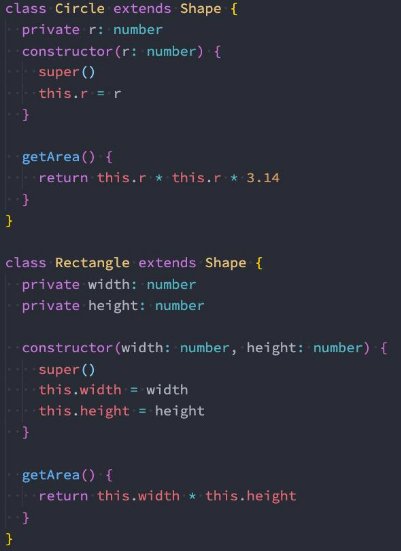 class Circle extends Shape {
  private r: number
  constructor(r: number) {
    super()
    this.r = r
  }

  getArea() {
    return this.r * this.r * 3.14
  }
}

class Rectangle extends Shape {
  private width: number
  private height: number

  constructor(width: number, height: number) {
    super()
    this.width = width
    this.height = height
  }

  getArea() {
    return this.width * this.height
  }
}